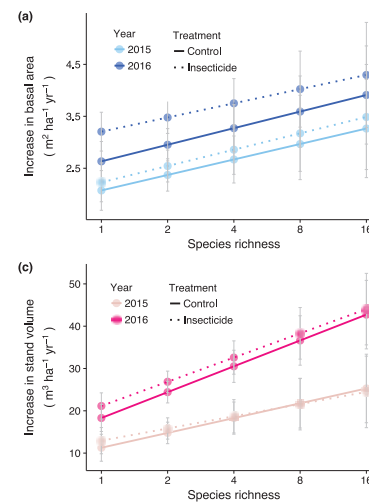 (a)
Year Treatment
2015 Control
2016 Insecticide
Increase in basal area
( m² ha⁻¹ yr⁻¹)
4,5
3,5
2,5
1 2 4 8 16
Species richness
(c)
Year Treatment
2015 Control
2016 Insecticide
Increase in stand volume
( m³ ha⁻¹ yr⁻¹)
50
40
30
20
10
1 2 4 8 16
Species richness